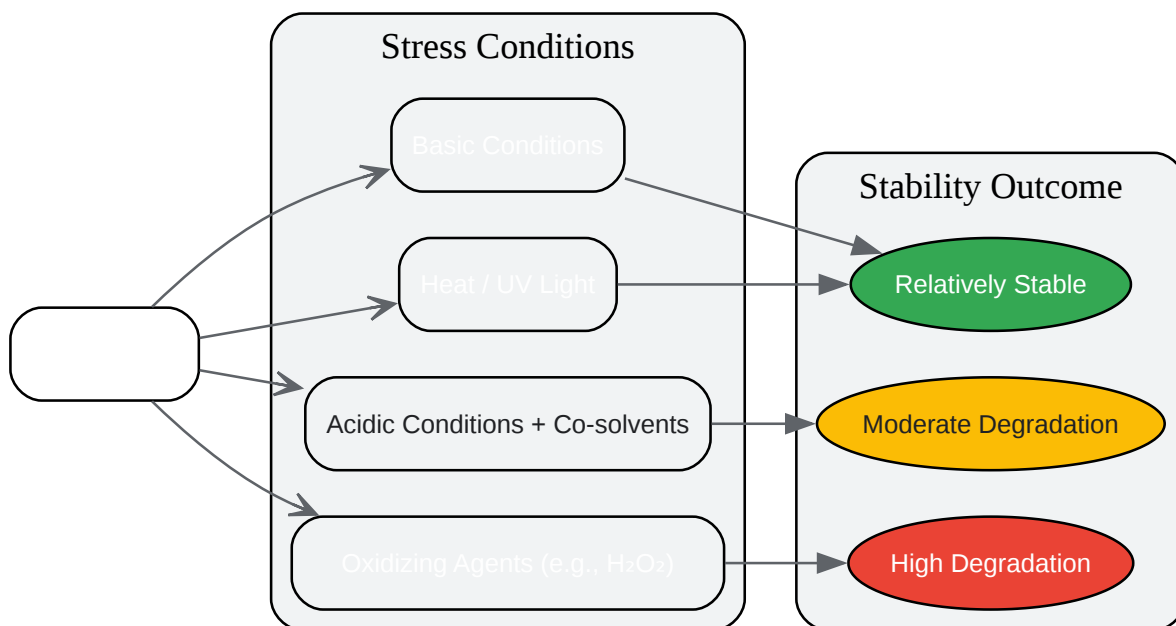 Stress Conditions
Basic Conditions
Heat / UV Light
Acidic Conditions + Co-solvents
Oxidizing Agents (e.g., H₂O₂)
Stability Outcome
Relatively Stable
Moderate Degradation
High Degradation